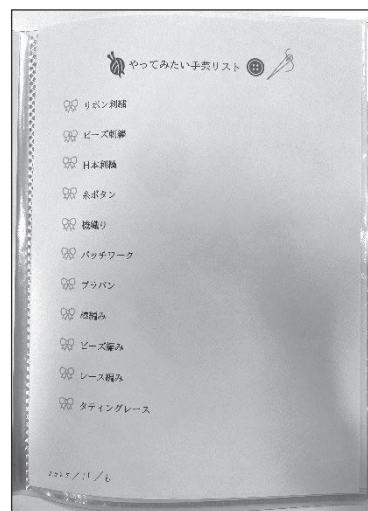 やってみたい手芸リスト
リボン刺繍
ビーズ刺繍
日本刺繍
糸ボタン
機織り
パッチワーク
プラバン
棒編み
ビーズ編み
レース編み
タティングレース
2025/11/6